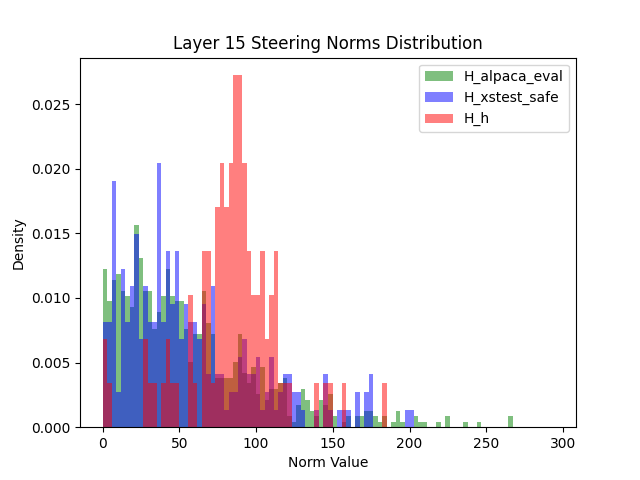 Layer 15 Steering Norms Distribution
H_alpaca_eval
H_xstest_safe
H_h
Density
0.025
0.020
0.015
0.010
0.005
0.000
0 50 100 150 200 250 300
Norm Value